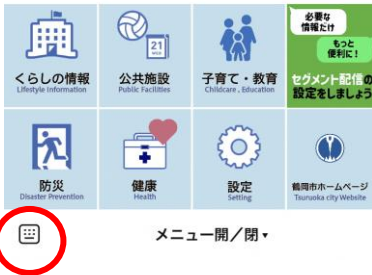 必要な
情報だけ
もっと
便利に！
くらしの情報
Lifestyle Information
公共施設
Public Facilities
21
子育て・教育
Childcare , Education
セグメント配信の
設定をしましょう
防災
Disaster Prevention
健康
Health
設定
Setting
鶴岡市ホームページ
Tsuruoka city Website
メニュー開／閉▼